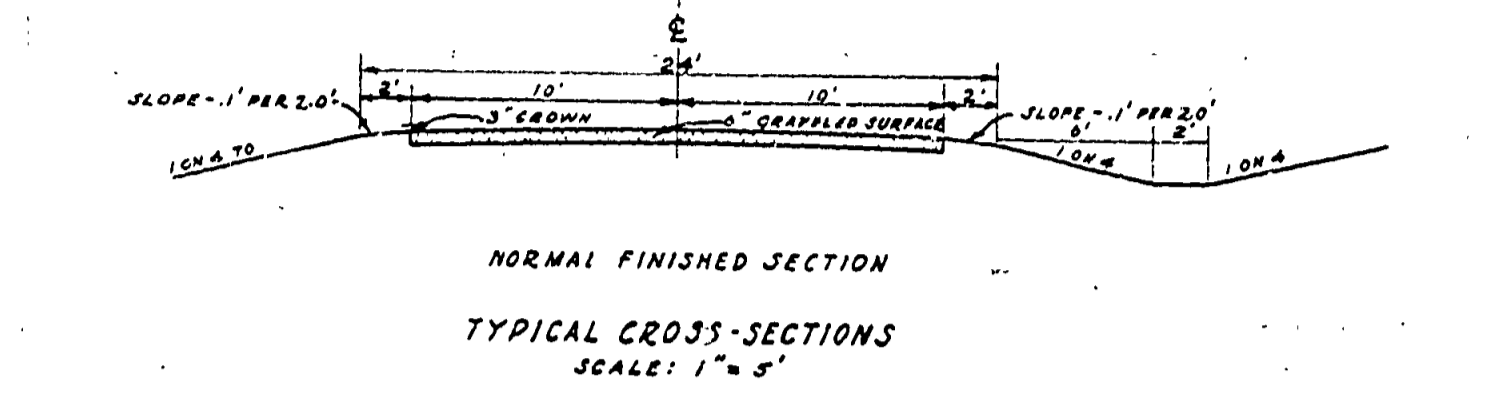 ℄
24'
2'
10'
10'
2'
SLOPE - .1' PER 2.0'
3" CROWN
6" GRAVELED SURFACE
SLOPE - .1' PER 2.0'
6'
2'
1 ON 4 TO
1 ON 4
1 ON 4
NORMAL FINISHED SECTION
TYPICAL CROSS-SECTIONS
SCALE: 1" = 5'